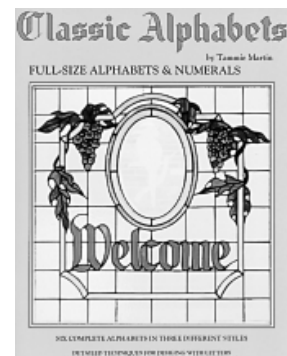 Classic Alphabets
by Tammie Martin
FULL-SIZE ALPHABETS & NUMERALS
Welcome
SIX COMPLETE ALPHABETS IN THREE DIFFERENT STYLES
DETAILED TECHNIQUES FOR DESIGNING WITH LETTERS